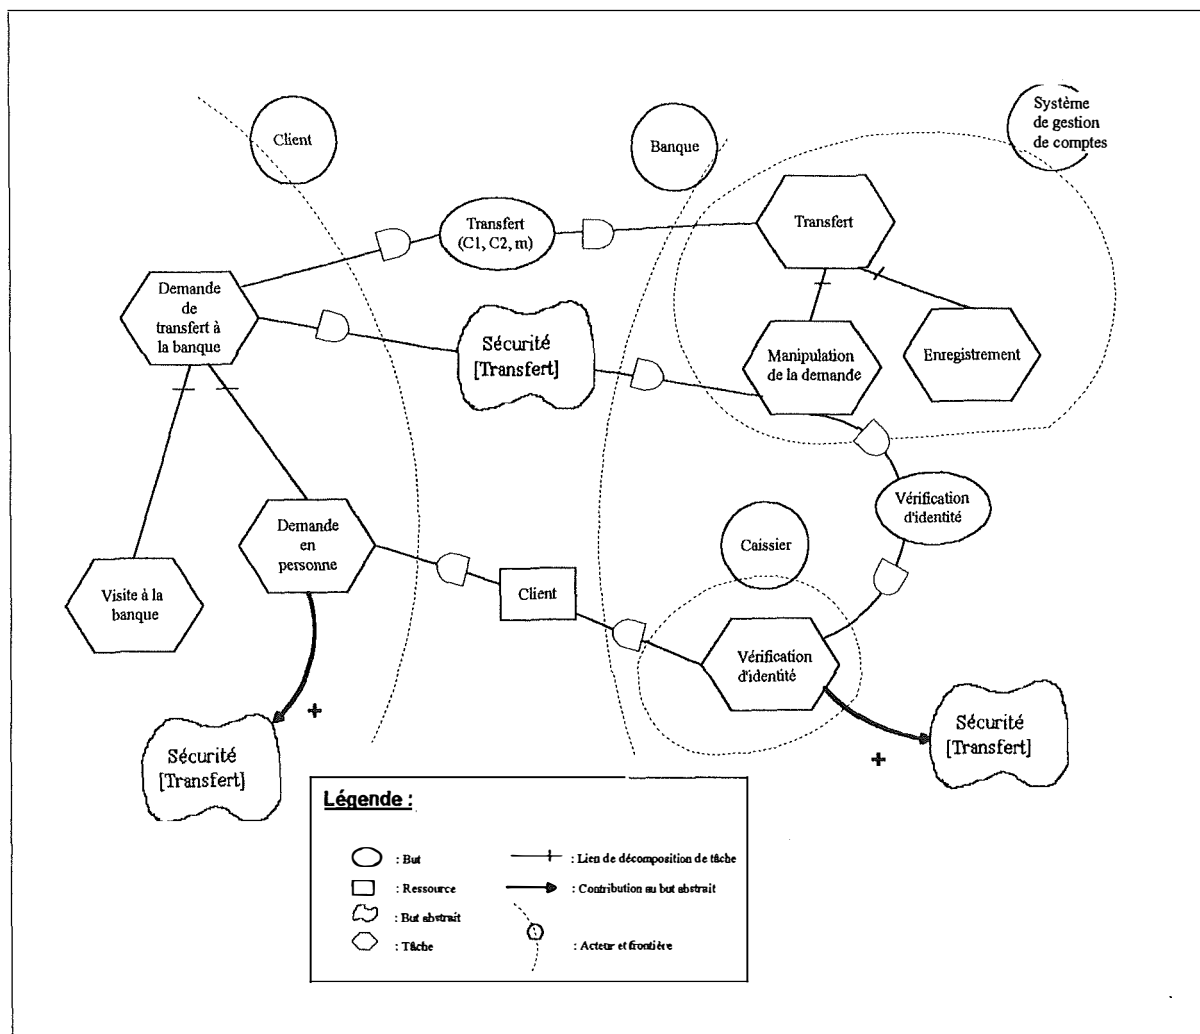 Système
de gestion
de comptes
Client
Banque
Transfert
(C1, C2, m)
Transfert
Demande
de
transfert à
la banque
Sécurité
[Transfert]
Manipulation
de la demande
Enregistrement
Vérification
d'identité
Demande
en
personne
Caissier
Visite à la
banque
Client
Vérification
d'identité
+
Sécurité
[Transfert]
Sécurité
[Transfert]
+
Légende :
: But
: Lien de décomposition de tâche
: Ressource
: Contribution au but abstrait
: But abstrait
: Tâche
: Acteur et frontière